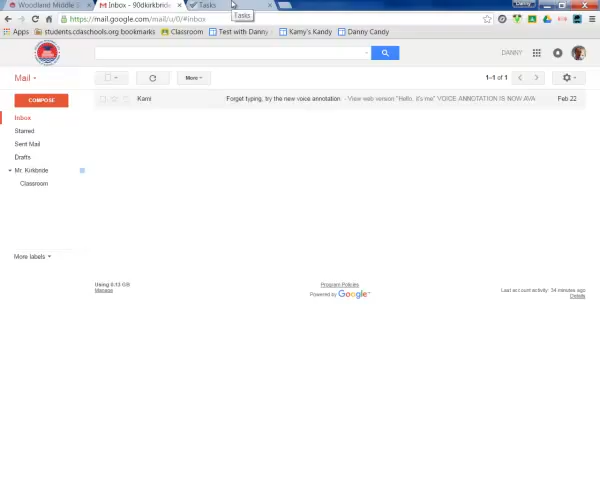 Danny
Woodland Middle S
Inbox - 90dkirkbride
Tasks
https://mail.google.com/mail/u/0/#inbox
Apps
students.cdaschools.org bookmarks
Classroom
Test with Danny
Kamy's Kandy
Danny Candy
Tasks
DANNY
Mail
More
1–1 of 1
COMPOSE
Kami
Forget typing, try the new voice annotation - View web version "Hello, it's me" VOICE ANNOTATION IS NOW AVA
Feb 22
Inbox
Starred
Sent Mail
Drafts
Mr. Kirkbride
Classroom
More labels
Using 0.13 GB
Manage
Program Policies
Powered by Google™
Last account activity: 34 minutes ago
Details